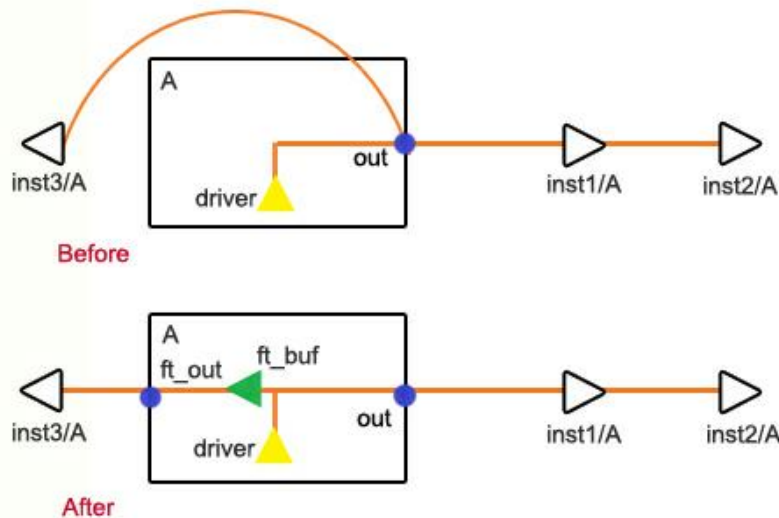 A
out
inst3/A
driver
inst1/A
inst2/A
Before
A
ft_buf
ft_out
out
inst3/A
driver
inst1/A
inst2/A
After